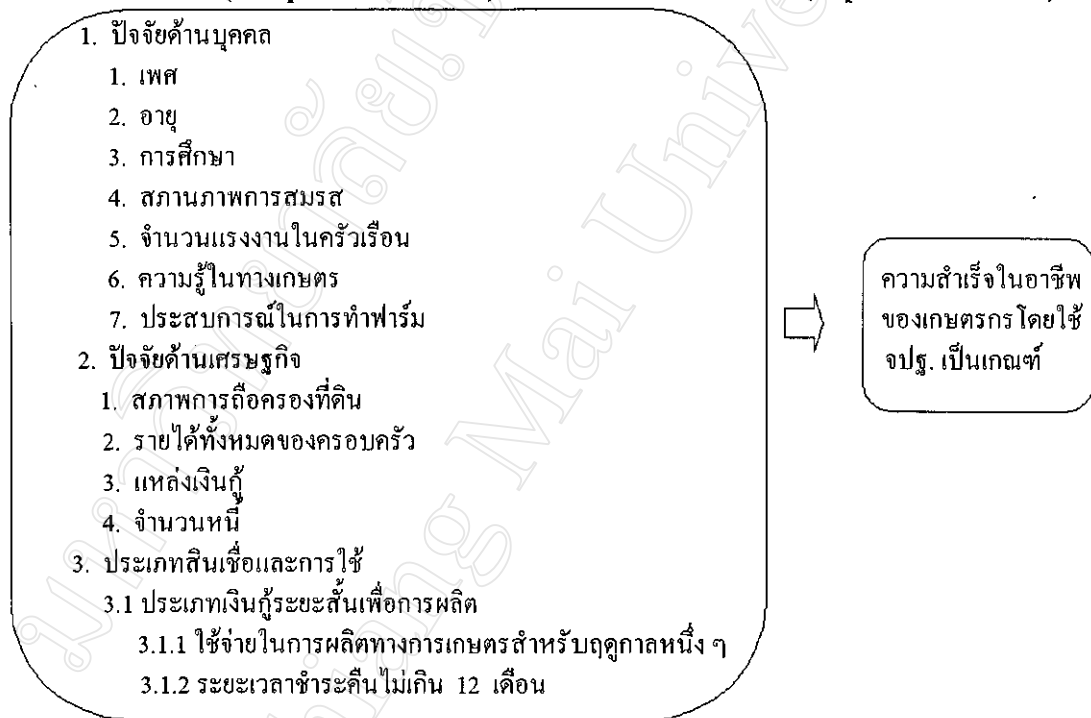 1. ปัจจัยด้านบุคคล
1. เพศ
2. อายุ
3. การศึกษา
4. สถานภาพการสมรส
5. จำนวนแรงงานในครัวเรือน
6. ความรู้ในทางเกษตร
7. ประสบการณ์ในการทำฟาร์ม
2. ปัจจัยด้านเศรษฐกิจ
1. สภาพการถือครองที่ดิน
2. รายได้ทั้งหมดของครอบครัว
3. แหล่งเงินกู้
4. จำนวนหนี้
3. ประเภทสินเชื่อและการใช้
3.1 ประเภทเงินกู้ระยะสั้นเพื่อการผลิต
3.1.1 ใช้จ่ายในการผลิตทางการเกษตรสำหรับฤดูกาลหนึ่ง ๆ
3.1.2 ระยะเวลาชำระคืนไม่เกิน 12 เดือน
ความสำเร็จในอาชีพ
ของเกษตรกรโดยใช้
จปฐ. เป็นเกณฑ์